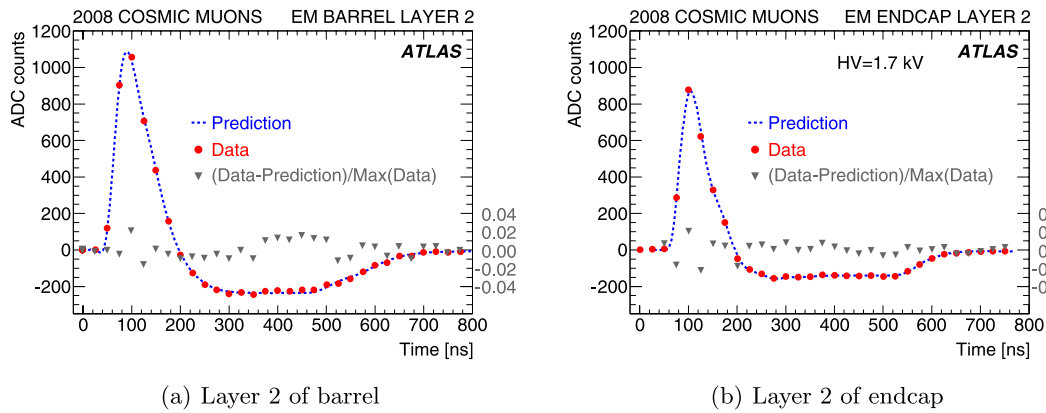 2008 COSMIC MUONS EM BARREL LAYER 2
ADC counts
1200
1000
800
600
400
200
0
-200
ATLAS
Prediction
Data
(Data-Prediction)/Max(Data)
0.04
0.02
0.00
-0.02
-0.04
0 100 200 300 400 500 600 700 800
Time [ns]
(a) Layer 2 of barrel
2008 COSMIC MUONS EM ENDCAP LAYER 2
ADC counts
1200
1000
800
600
400
200
0
-200
ATLAS
HV=1.7 kV
Prediction
Data
(Data-Prediction)/Max(Data)
0 100 200 300 400 500 600 700 800
Time [ns]
(b) Layer 2 of endcap